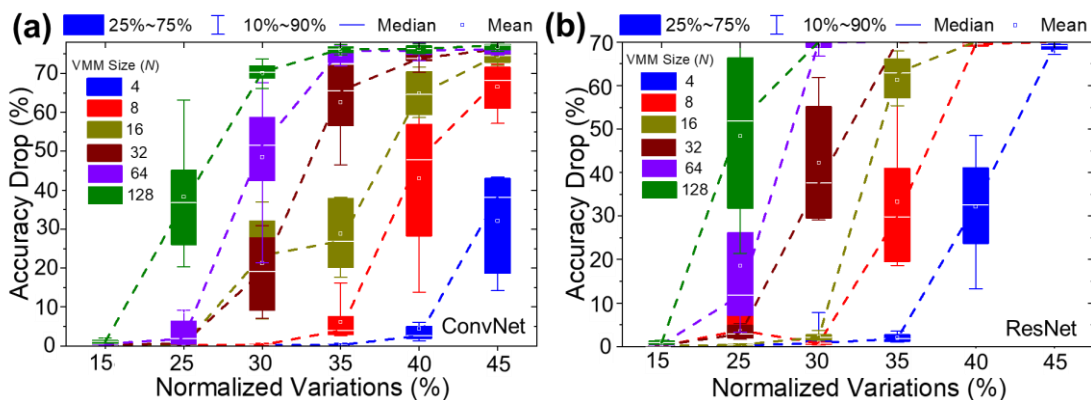 (a) 25%~75% 10%~90% Median Mean
VMM Size (N)
4
8
16
32
64
128
Accuracy Drop (%)
70
60
50
40
30
20
10
0
ConvNet
15 25 30 35 40 45
Normalized Variations (%)
(b) 25%~75% 10%~90% Median Mean
VMM Size (N)
4
8
16
32
64
128
Accuracy Drop (%)
70
60
50
40
30
20
10
0
ResNet
15 25 30 35 40 45
Normalized Variations (%)